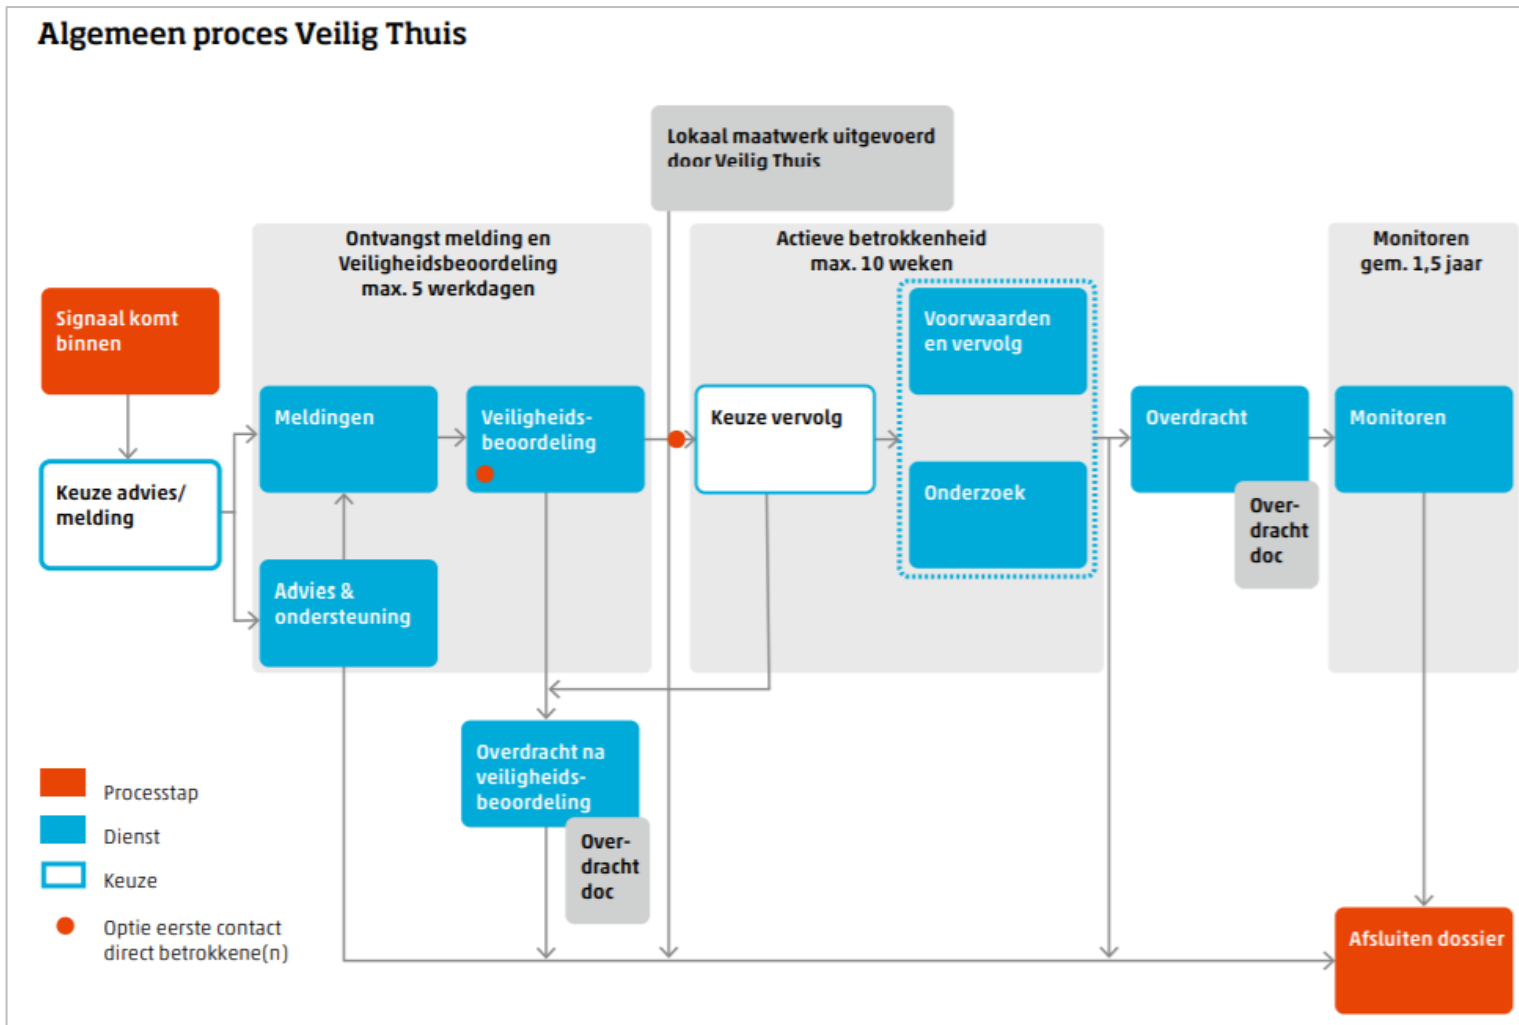 Algemeen proces Veilig Thuis
Lokaal maatwerk uitgevoerd
door Veilig Thuis
Ontvangst melding en
Veiligheidsbeoordeling
max. 5 werkdagen
Actieve betrokkenheid
max. 10 weken
Monitoren
gem. 1,5 jaar
Signaal komt
binnen
Keuze advies/
melding
Meldingen
Advies &
ondersteuning
Veiligheids-
beoordeling
Keuze vervolg
Voorwaarden
en vervolg
Onderzoek
Overdracht
Over-
dracht
doc
Monitoren
Overdracht na
veiligheids-
beoordeling
Over-
dracht
doc
Afsluiten dossier
Processtap
Dienst
Keuze
Optie eerste contact
direct betrokkene(n)